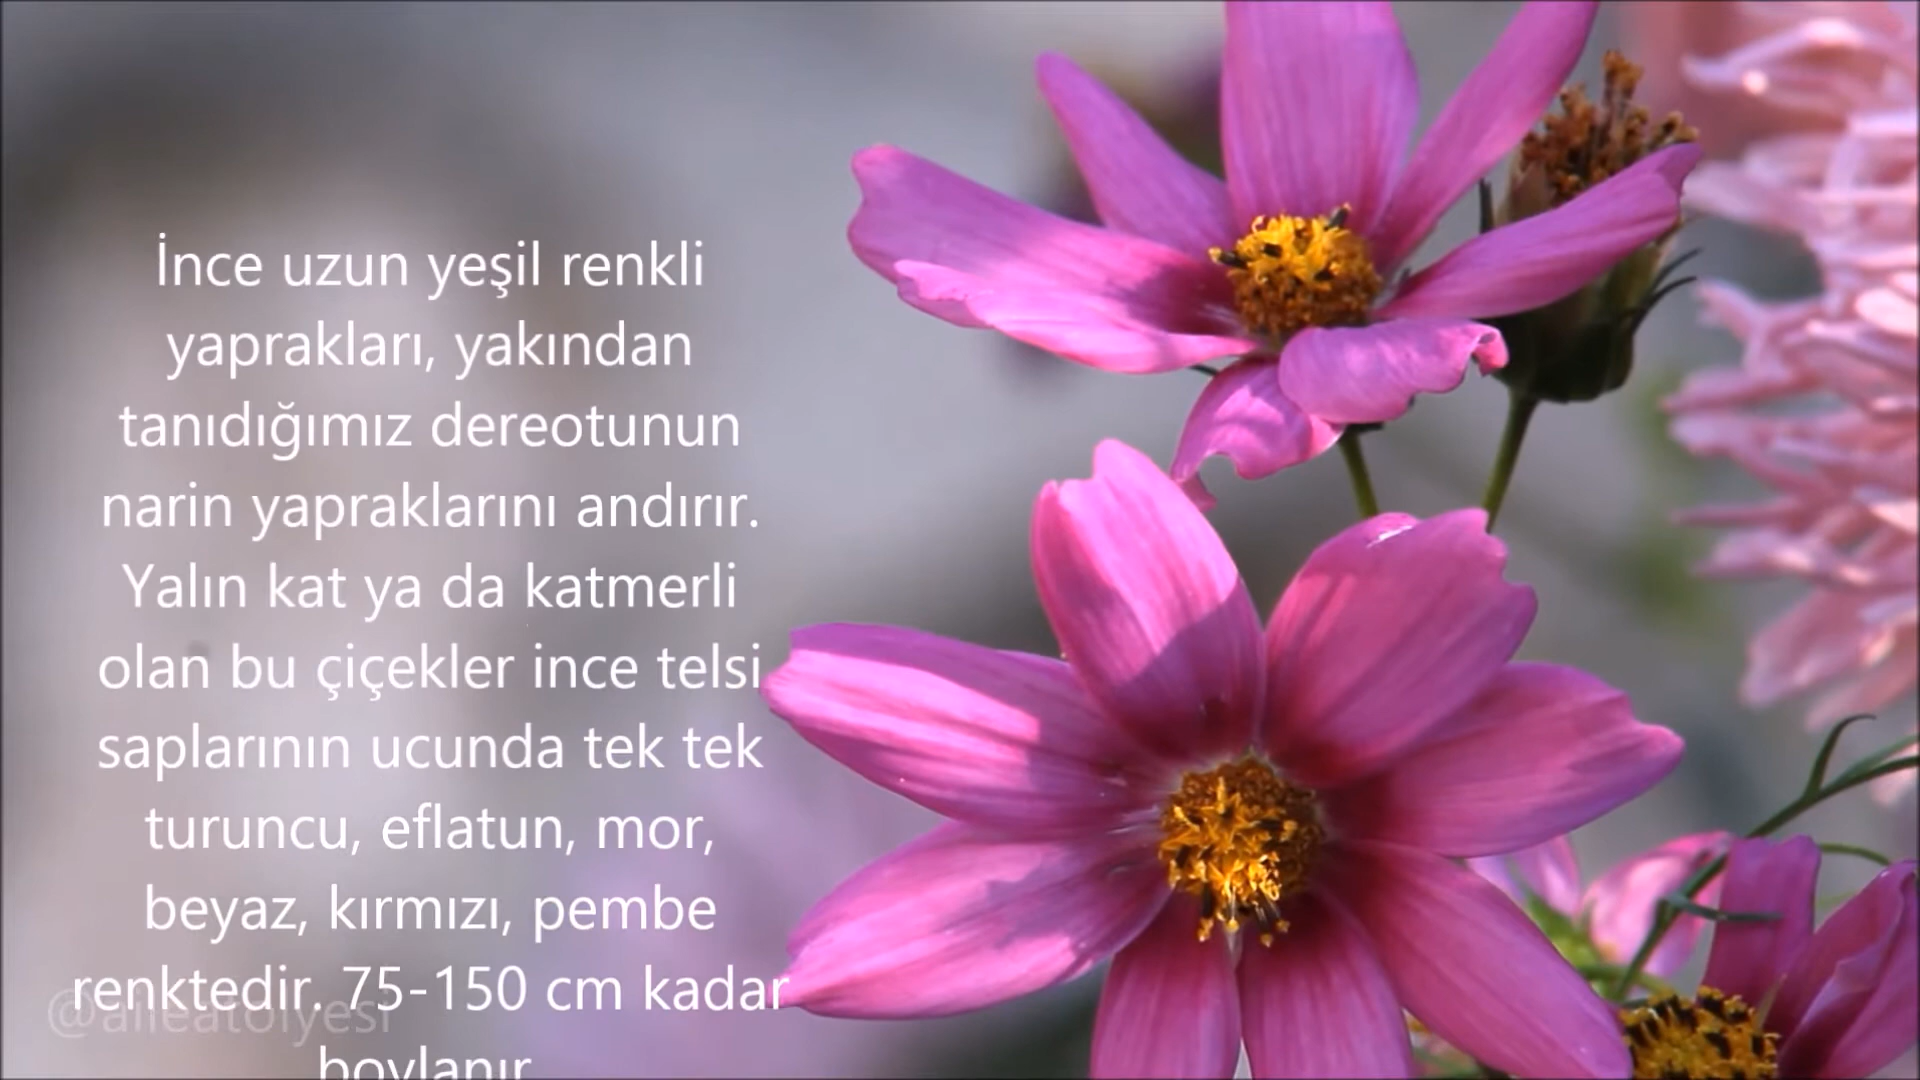 İnce uzun yeşil renkli
yaprakları, yakından
tanıdığımız dereotunun
narin yapraklarını andırır.
Yalın kat ya da katmerli
olan bu çiçekler ince telsi
saplarının ucunda tek tek
turuncu, eflatun, mor,
beyaz, kırmızı, pembe
renktedir. 75-150 cm kadar
@aileatolyesi
boylanır